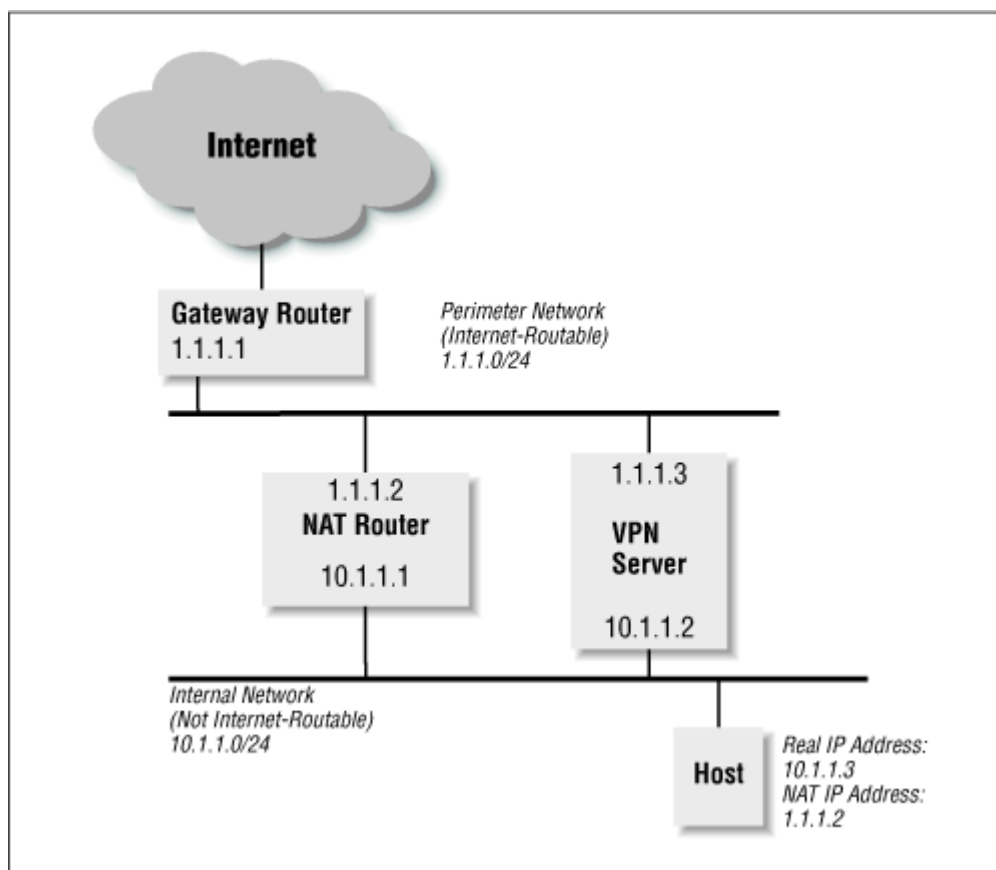 Internet
Gateway Router
1.1.1.1
Perimeter Network
(Internet-Routable)
1.1.1.0/24
1.1.1.2
NAT Router
10.1.1.1
1.1.1.3
VPN
Server
10.1.1.2
Internal Network
(Not Internet-Routable)
10.1.1.0/24
Host
Real IP Address:
10.1.1.3
NAT IP Address:
1.1.1.2